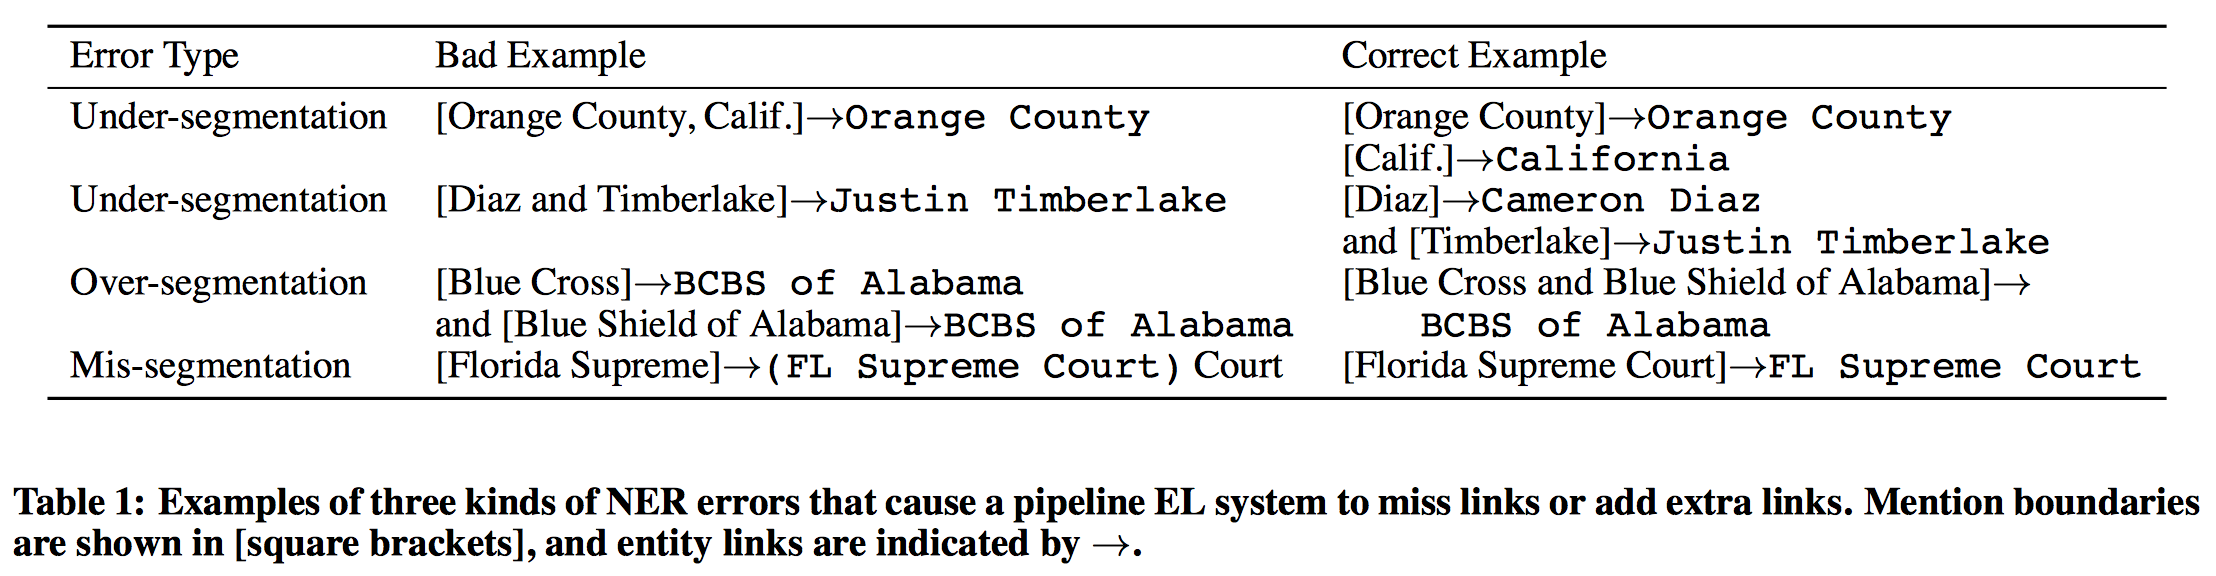 Error Type Bad Example Correct Example
Under-segmentation [Orange County, Calif.]→Orange County [Orange County]→Orange County
[Calif.]→California
Under-segmentation [Diaz and Timberlake]→Justin Timberlake [Diaz]→Cameron Diaz
and [Timberlake]→Justin Timberlake
Over-segmentation [Blue Cross]→BCBS of Alabama [Blue Cross and Blue Shield of Alabama]→
and [Blue Shield of Alabama]→BCBS of Alabama BCBS of Alabama
Mis-segmentation [Florida Supreme]→(FL Supreme Court) Court [Florida Supreme Court]→FL Supreme Court
Table 1: Examples of three kinds of NER errors that cause a pipeline EL system to miss links or add extra links. Mention boundaries
are shown in [square brackets], and entity links are indicated by →.